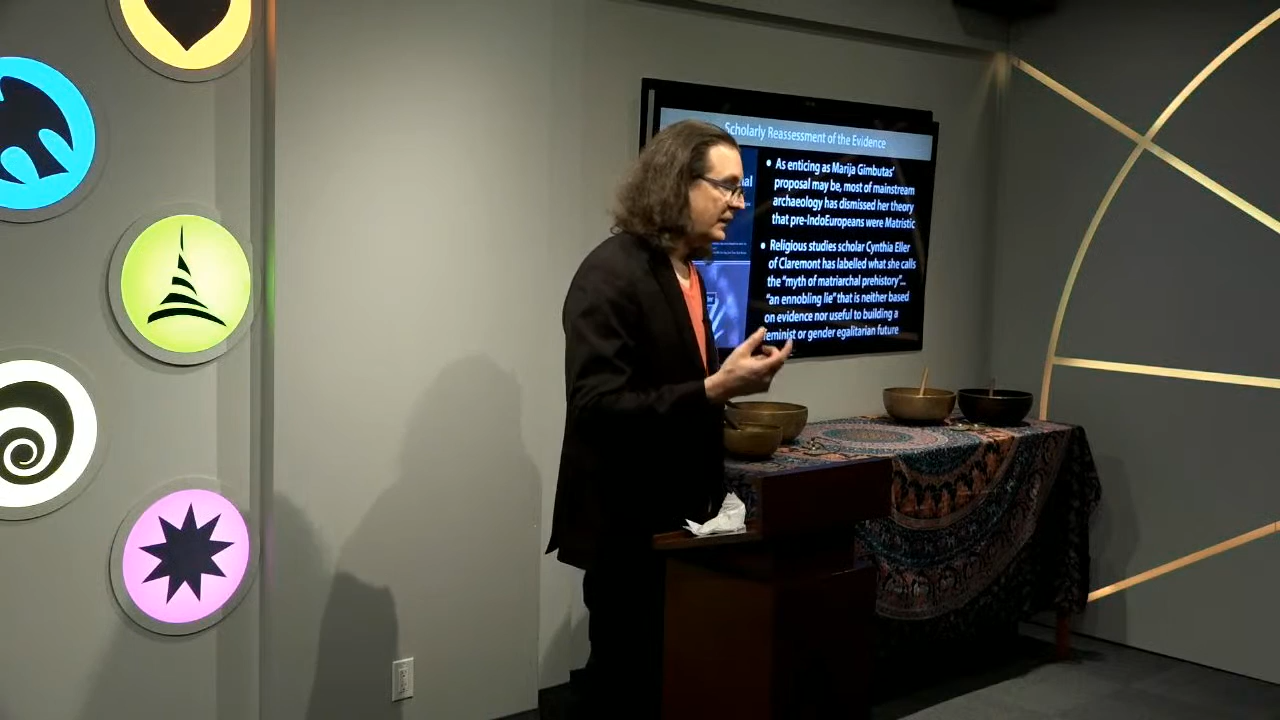 Scholarly Reassessment of the Evidence
• As enticing as Marija Gimbutas'
proposal may be, most of mainstream
archaeology has dismissed her theory
that pre-IndoEuropeans were Matristic
• Religious studies scholar Cynthia Eller
of Claremont has labelled what she calls
the "myth of matriarchal prehistory"...
"an ennobling lie" that is neither based
on evidence nor useful to building a
feminist or gender egalitarian future